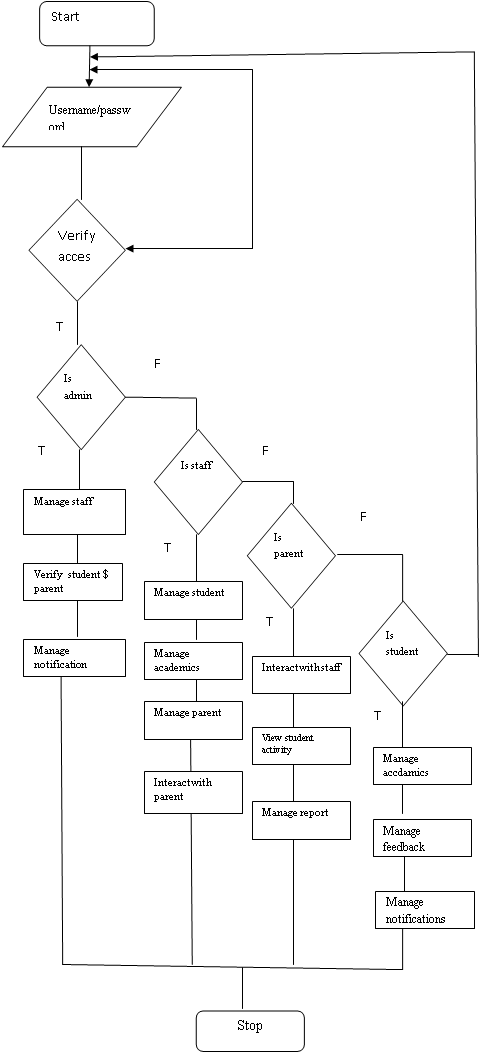 Start
Username/passw
ord
Verify
acces
T
F
Is
admin
T
F
Is staff
T
F
Is
parent
T
Is
student
T
Manage staff
Verify student $
parent
Manage
notification
Manage student
Manage
academics
Manage parent
Interactwith
parent
Interactwithstaff
View student
activity
Manage report
Manage
accdamics
Manage
feedback
Manage
notifications
F
Stop